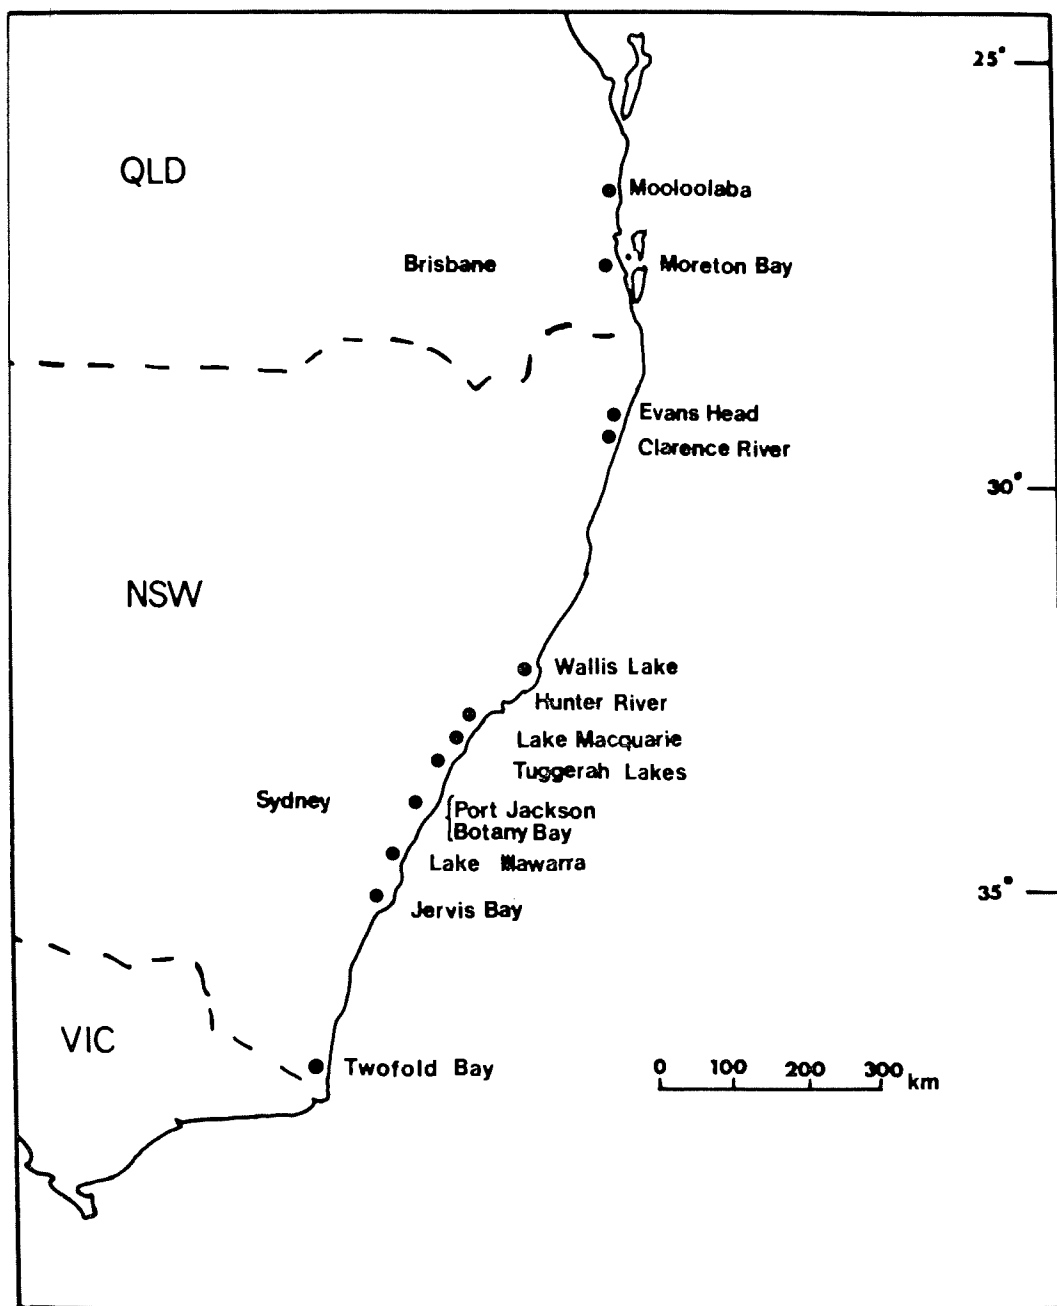 25°
QLD
Mooloolaba
Brisbane
Moreton Bay
Evans Head
Clarence River
30°
NSW
Wallis Lake
Hunter River
Lake Macquarie
Tuggerah Lakes
Sydney
Port Jackson
Botany Bay
Lake Illawarra
35°
Jervis Bay
VIC
Twofold Bay
0 100 200 300 km